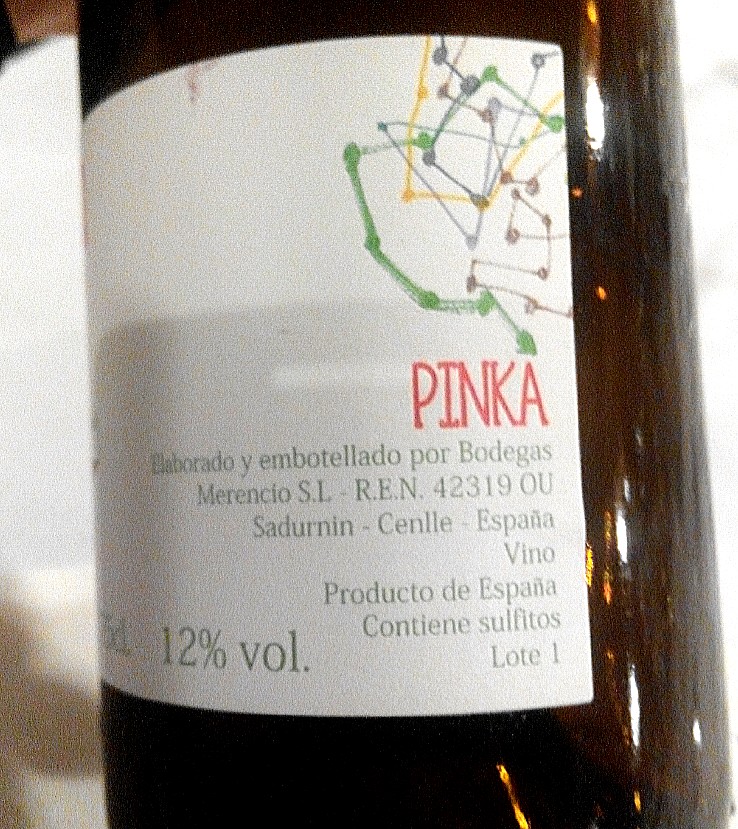 PINKA
Elaborado y embotellado por Bodegas
Merencio S.L - R.E.N. 42319 OU
Sadurnin - Cenlle - España
Vino
Producto de España
Contiene sulfitos
12% vol.
Lote 1